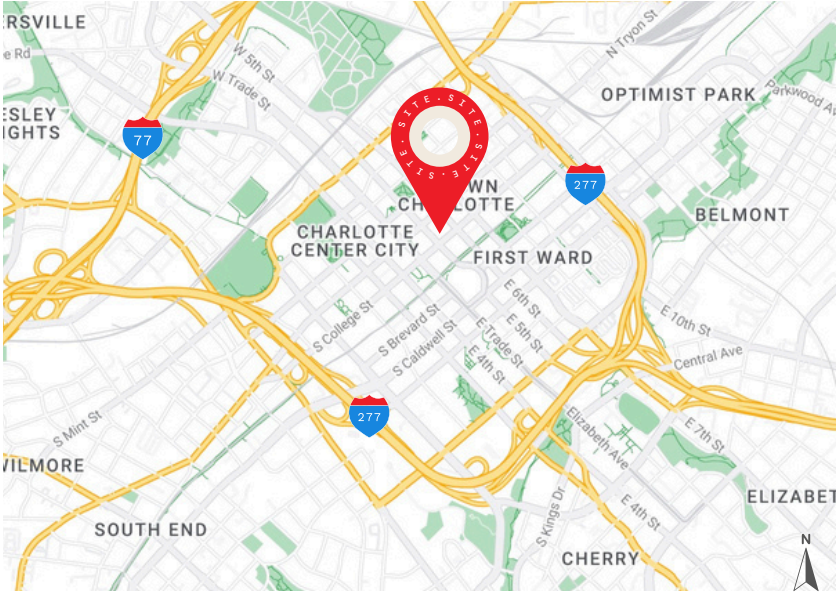 ERSVILLE
e Rd
W 5th St
W Trade St
N Tryon St
OPTIMIST PARK
Parkwood Av
ESLEY
IGHTS
77
SITE · SITE · SITE · SITE ·
277
WN
CHARLOTTE
BELMONT
CHARLOTTE
CENTER CITY
FIRST WARD
E 6th St
E 5th St
E Trade St
E 4th St
S College St
S Brevard St
S Caldwell St
E 10th St
Central Ave
277
S Mint St
Elizabeth Ave
E 7th St
WILMORE
ELIZABET
SOUTH END
S Kings Dr
E 4th St
CHERRY
N